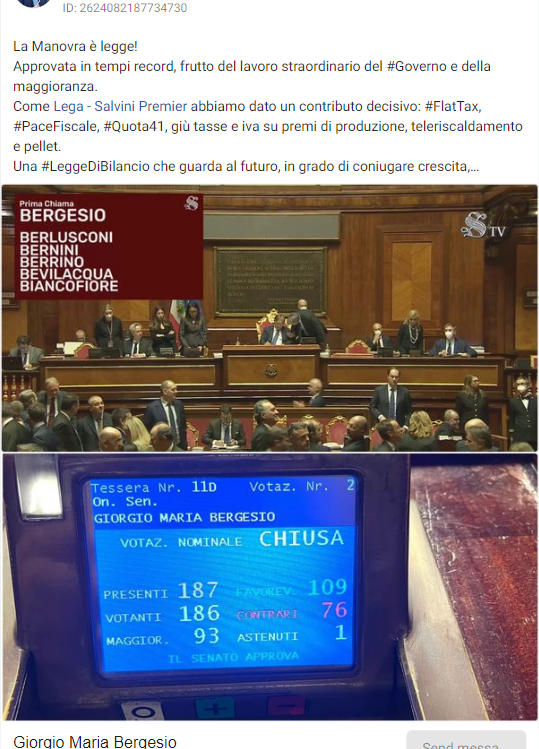 ID: 2624082187734730
La Manovra è legge!
Approvata in tempi record, frutto del lavoro straordinario del #Governo e della
maggioranza.
Come Lega - Salvini Premier abbiamo dato un contributo decisivo: #FlatTax,
#PaceFiscale, #Quota41, giù tasse e iva su premi di produzione, teleriscaldamento
e pellet.
Una #LeggeDiBilancio che guarda al futuro, in grado di coniugare crescita,...
Prima Chiama
BERGESIO
BERLUSCONI
BERNINI
BERRINO
BEVILACQUA
BIANCOFIORE
S TV
Tessera Nr. 11D Votaz. Nr. 2
On. Sen.
GIORGIO MARIA BERGESIO
VOTAZ. NOMINALE CHIUSA
PRESENTI 187 FAVOREV. 109
VOTANTI 186 CONTRARI 76
MAGGIOR. 93 ASTENUTI 1
IL SENATO APPROVA
Giorgio Maria Bergesio
Send messa